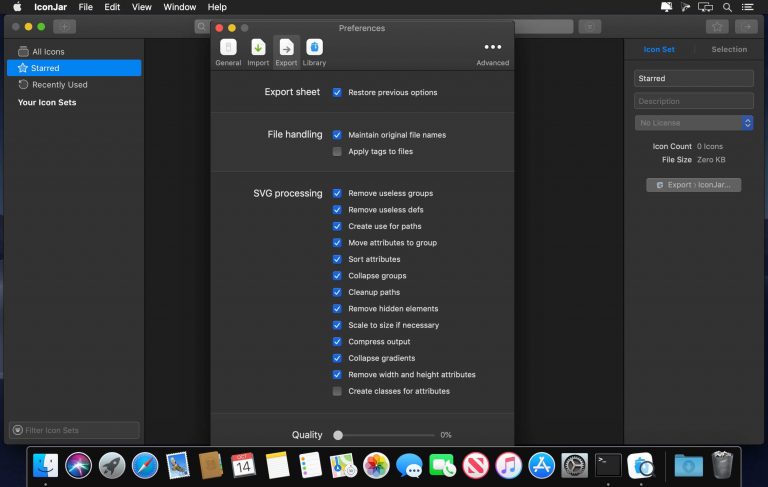 IconJar File Edit View Window Help
Preferences
General Import Export Library Advanced
All Icons
Starred
Recently Used
Your Icon Sets
Filter Icon Sets
Export sheet Restore previous options
File handling Maintain original file names
Apply tags to files
SVG processing Remove useless groups
Remove useless defs
Create use for paths
Move attributes to group
Sort attributes
Collapse groups
Cleanup paths
Remove hidden elements
Scale to size if necessary
Compress output
Collapse gradients
Remove width and height attributes
Create classes for attributes
Quality 0%
Icon Set Selection
Starred
Description
No License
Icon Count 0 Icons
File Size Zero KB
Export › IconJar...
OCT
14